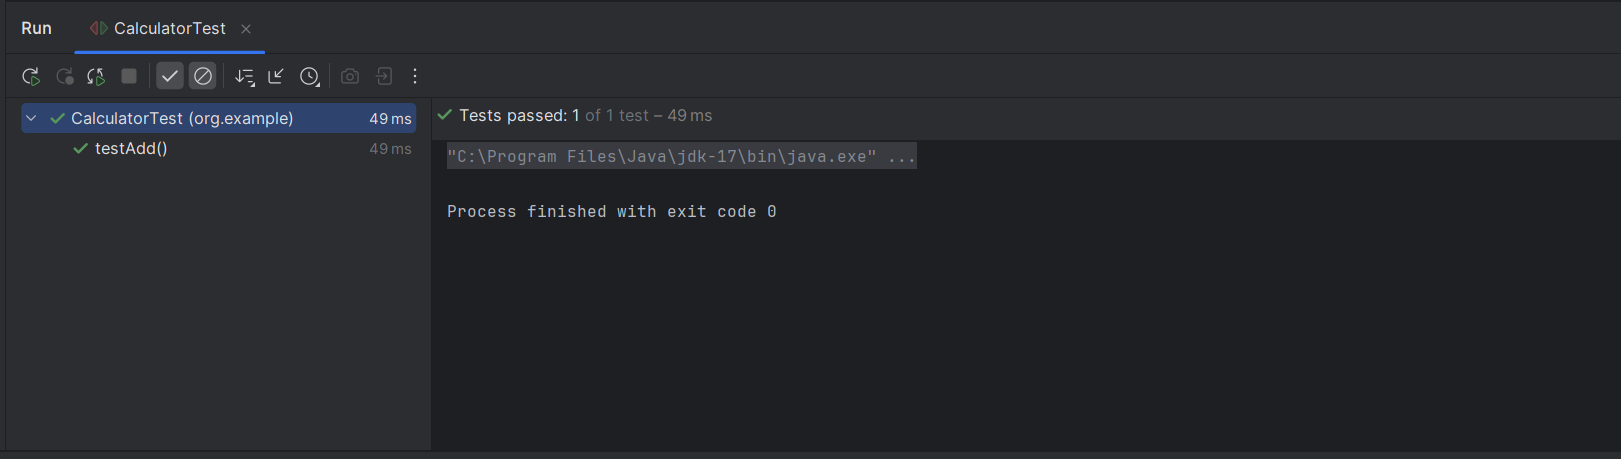 Run CalculatorTest
CalculatorTest (org.example) 49 ms
testAdd() 49 ms
Tests passed: 1 of 1 test – 49 ms
"C:\Program Files\Java\jdk-17\bin\java.exe" ...
Process finished with exit code 0